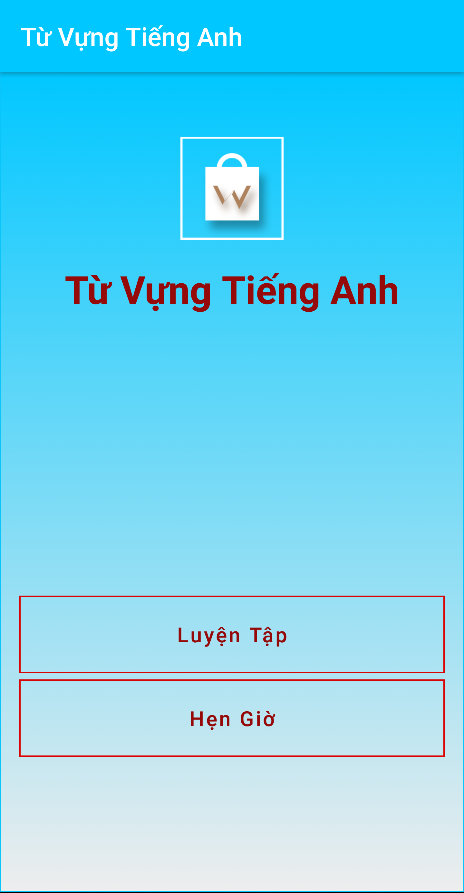 Từ Vựng Tiếng Anh
W
Từ Vựng Tiếng Anh
Luyện Tập
Hẹn Giờ